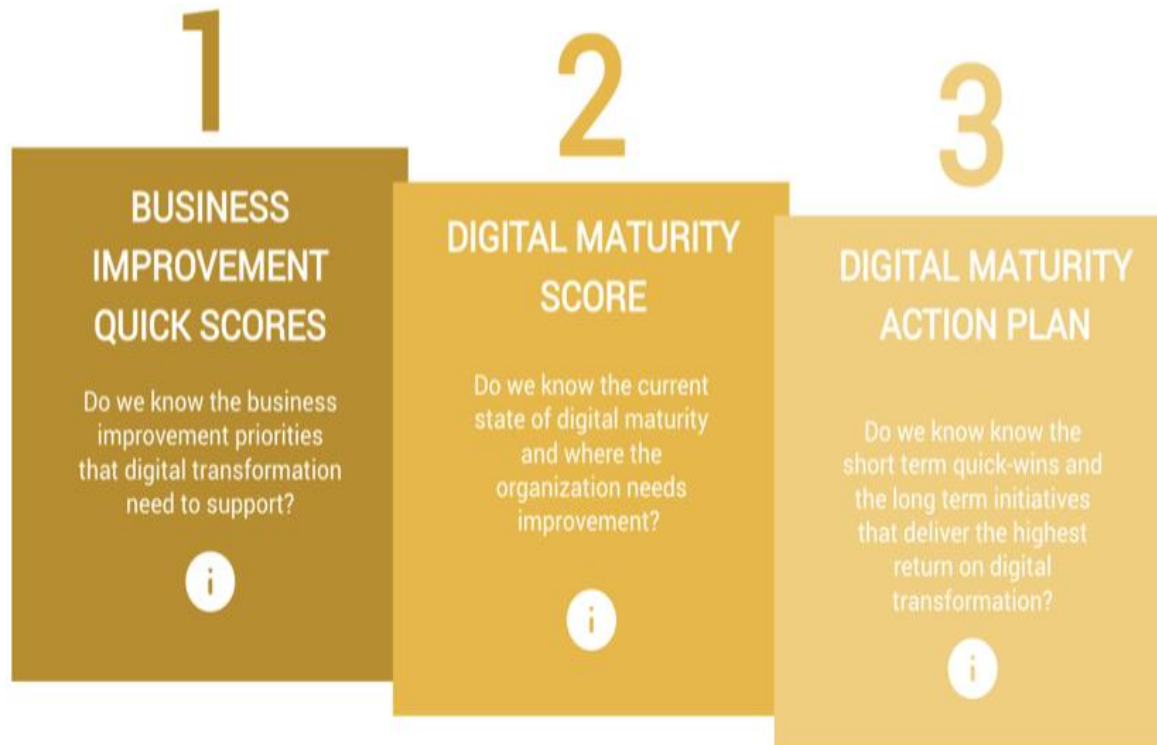 1
BUSINESS
IMPROVEMENT
QUICK SCORES
Do we know the business
improvement priorities
that digital transformation
need to support?
i
2
DIGITAL MATURITY
SCORE
Do we know the current
state of digital maturity
and where the
organization needs
improvement?
i
3
DIGITAL MATURITY
ACTION PLAN
Do we know know the
short term quick-wins and
the long term initiatives
that deliver the highest
return on digital
transformation?
i